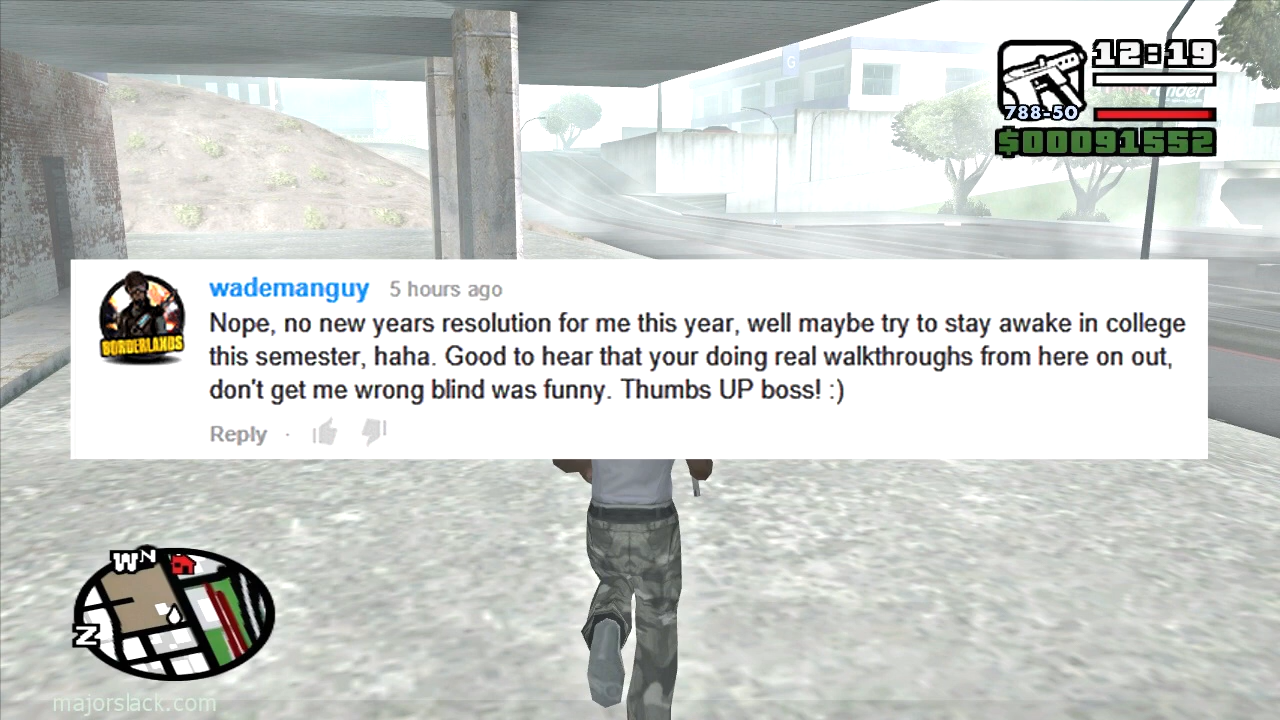 G
12:19
788-50
$00091552
wademanguy 5 hours ago
BORDERLANDS
Nope, no new years resolution for me this year, well maybe try to stay awake in college
this semester, haha. Good to hear that your doing real walkthroughs from here on out,
don't get me wrong blind was funny. Thumbs UP boss! :)
Reply ·
W N
Z
majorslack.com